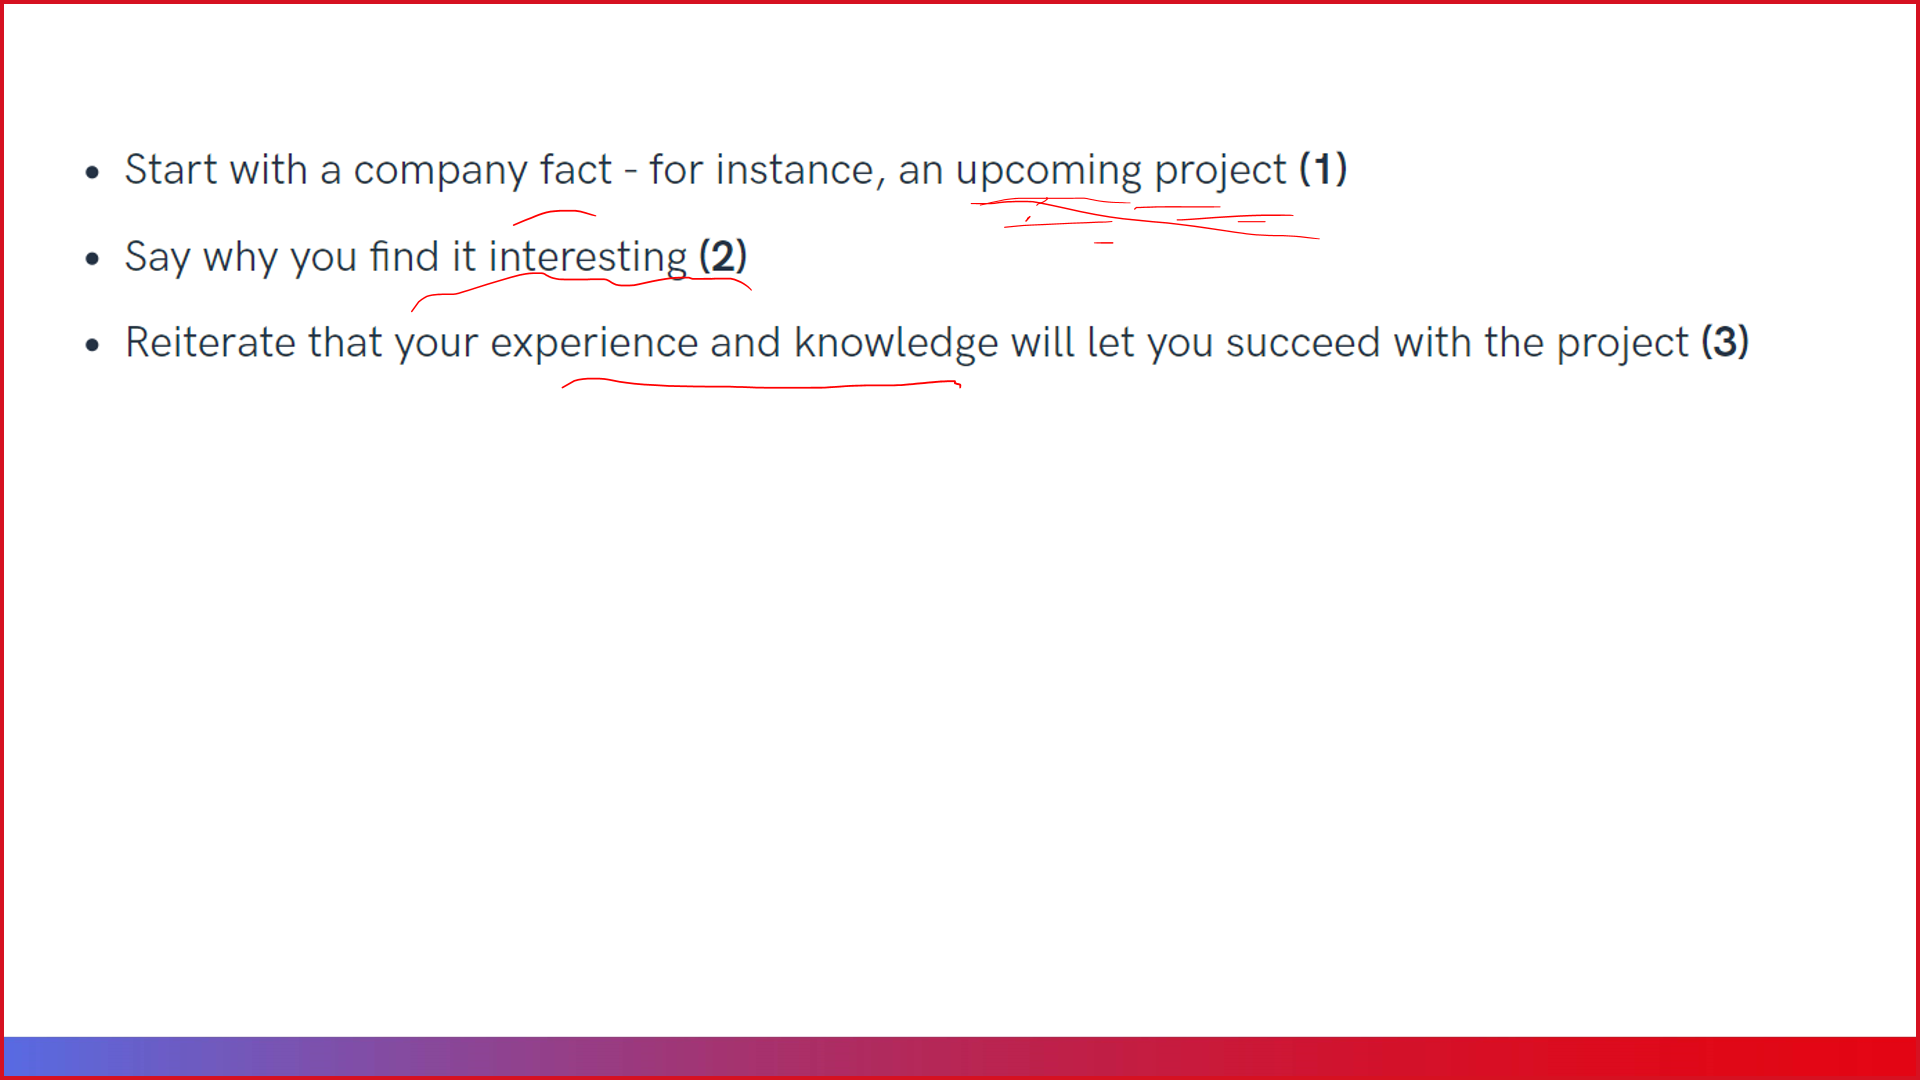 • Start with a company fact - for instance, an upcoming project (1)
• Say why you find it interesting (2)
• Reiterate that your experience and knowledge will let you succeed with the project (3)